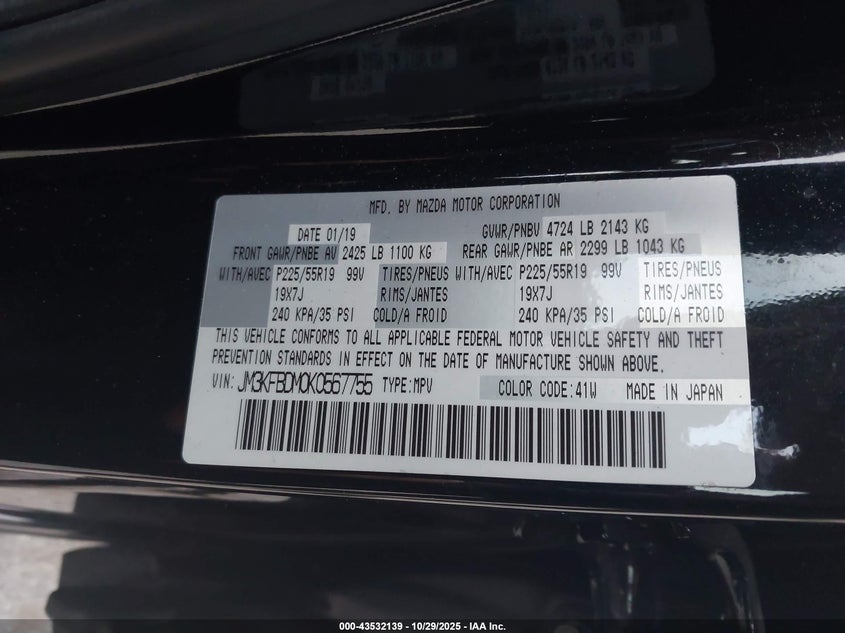 MFD. BY MAZDA MOTOR CORPORATION
DATE 01/19 GVWR/PNBV 4724 LB 2143 KG
FRONT GAWR/PNBE AV 2425 LB 1100 KG REAR GAWR/PNBE AR 2299 LB 1043 KG
WITH/AVEC P225/55R19 99V TIRES/PNEUS WITH/AVEC P225/55R19 99V TIRES/PNEUS
19X7J RIMS/JANTES 19X7J RIMS/JANTES
240 KPA/35 PSI COLD/A FROID 240 KPA/35 PSI COLD/A FROID
THIS VEHICLE CONFORMS TO ALL APPLICABLE FEDERAL MOTOR VEHICLE SAFETY AND THEFT
PREVENTION STANDARDS IN EFFECT ON THE DATE OF MANUFACTURE SHOWN ABOVE.
VIN: JM3KFBDM0K0567755 TYPE:MPV COLOR CODE:41W MADE IN JAPAN
000-43532139 - 10/29/2025 - IAA Inc.